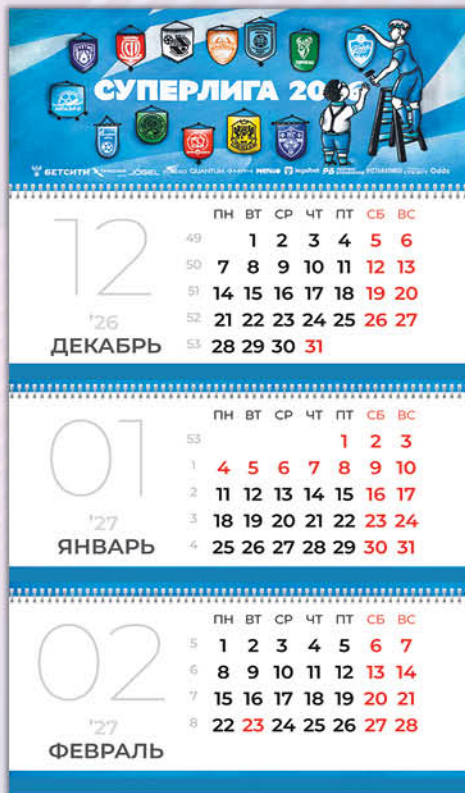 СУПЕРЛИГА 20
БЕТСИТИ JÖGEL QUANTUM legalbet РБ Odds
ПН ВТ СР ЧТ ПТ СБ ВС
12
49 1 2 3 4 5 6
50 7 8 9 10 11 12 13
51 14 15 16 17 18 19 20
'26
52 21 22 23 24 25 26 27
ДЕКАБРЬ
53 28 29 30 31
ПН ВТ СР ЧТ ПТ СБ ВС
01
53 1 2 3
1 4 5 6 7 8 9 10
2 11 12 13 14 15 16 17
'27
3 18 19 20 21 22 23 24
ЯНВАРЬ
4 25 26 27 28 29 30 31
ПН ВТ СР ЧТ ПТ СБ ВС
02
5 1 2 3 4 5 6 7
6 8 9 10 11 12 13 14
7 15 16 17 18 19 20 21
'27
8 22 23 24 25 26 27 28
ФЕВРАЛЬ